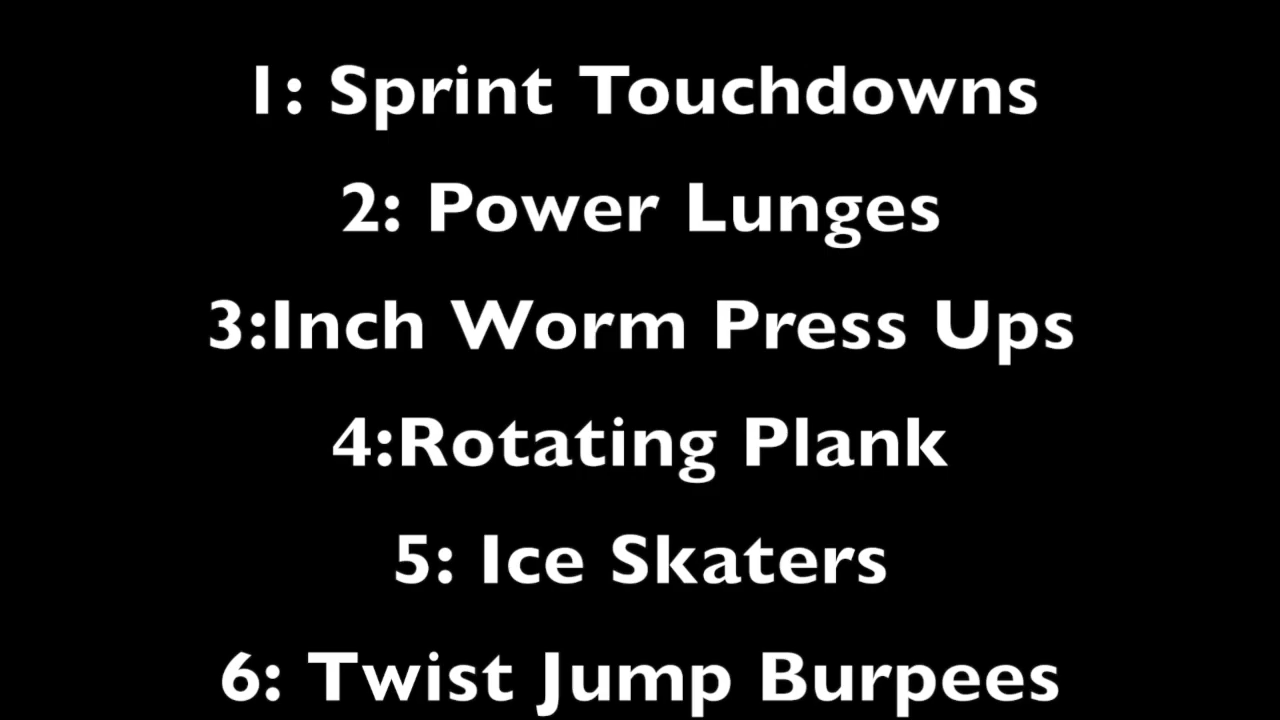 1: Sprint Touchdowns
2: Power Lunges
3:Inch Worm Press Ups
4:Rotating Plank
5: Ice Skaters
6: Twist Jump Burpees